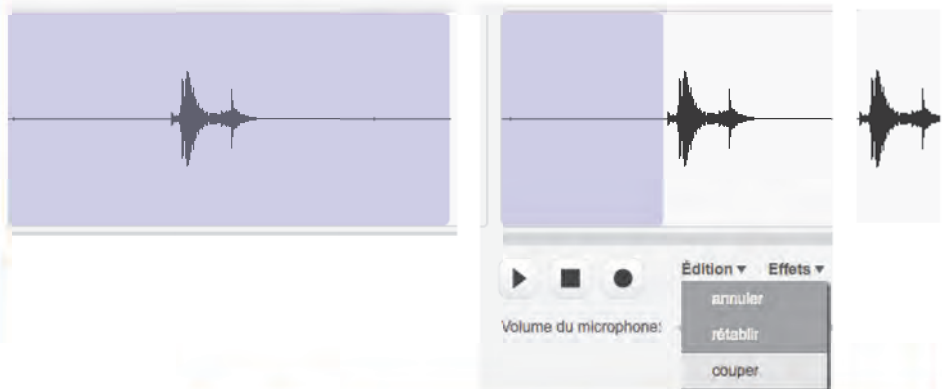 Édition ▾ Effets ▾
annuler
Volume du microphone:
rétablir
couper